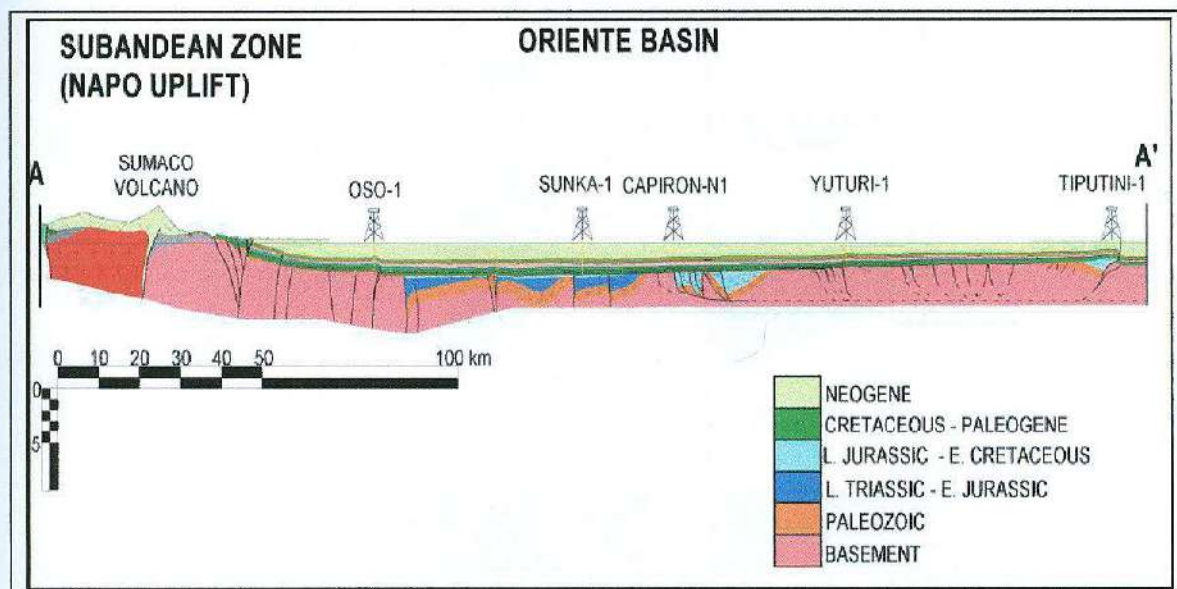 SUBANDEAN ZONE
(NAPO UPLIFT)
ORIENTE BASIN
A
SUMACO
VOLCANO
OSO-1
SUNKA-1
CAPIRON-N1
YUTURI-1
TIPUTINI-1
A'
0 10 20 30 40 50 100 km
0
5
NEOGENE
CRETACEOUS - PALEOGENE
L. JURASSIC - E. CRETACEOUS
L. TRIASSIC - E. JURASSIC
PALEOZOIC
BASEMENT